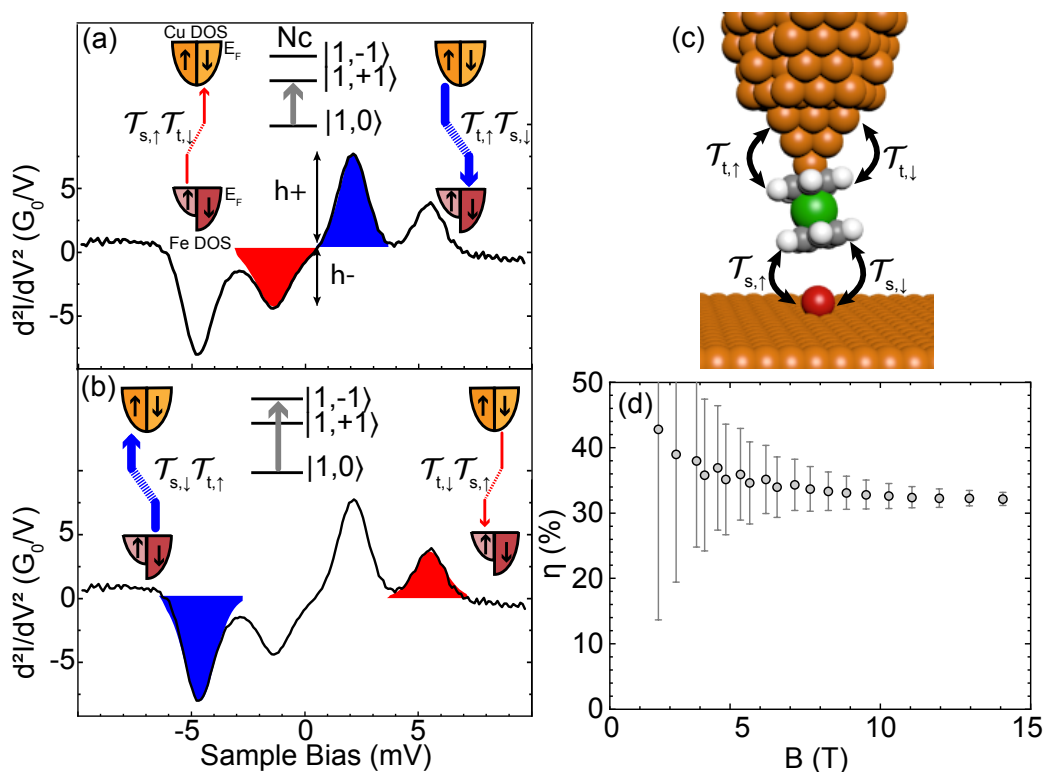 (a)
Cu DOS
E_F
↑ ↓
Nc
|1,-1⟩
|1,+1⟩
|1,0⟩
↑ ↓
𝒯s,↑𝒯t,↓
𝒯t,↑𝒯s,↓
E_F
↑ ↓
Fe DOS
E_F
↑ ↓
h+
h-
5
0
-5
d²I/dV² (G₀/V)
(b)
↑ ↓
|1,-1⟩
|1,+1⟩
|1,0⟩
↑ ↓
𝒯s,↓𝒯t,↑
𝒯t,↓𝒯s,↑
↑ ↓
↑ ↓
5
0
-5
d²I/dV² (G₀/V)
-5 0 5
Sample Bias (mV)
(c)
𝒯t,↑
𝒯t,↓
𝒯s,↑
𝒯s,↓
(d)
50
40
30
20
10
0
η (%)
0 5 10 15
B (T)